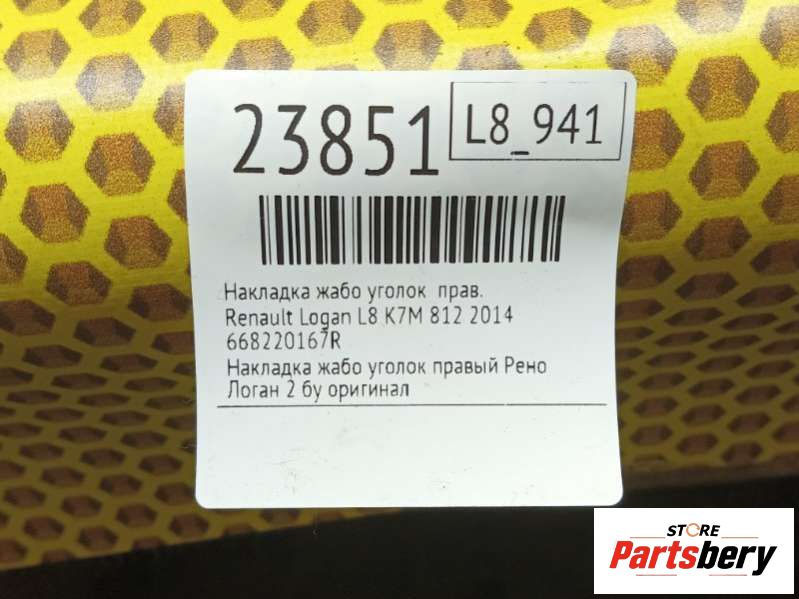 23851
L8_941
Накладка жабо уголок прав.
Renault Logan L8 K7M 812 2014
668220167R
Накладка жабо уголок правый Рено
Логан 2 бу оригинал
STORE
Partsbery